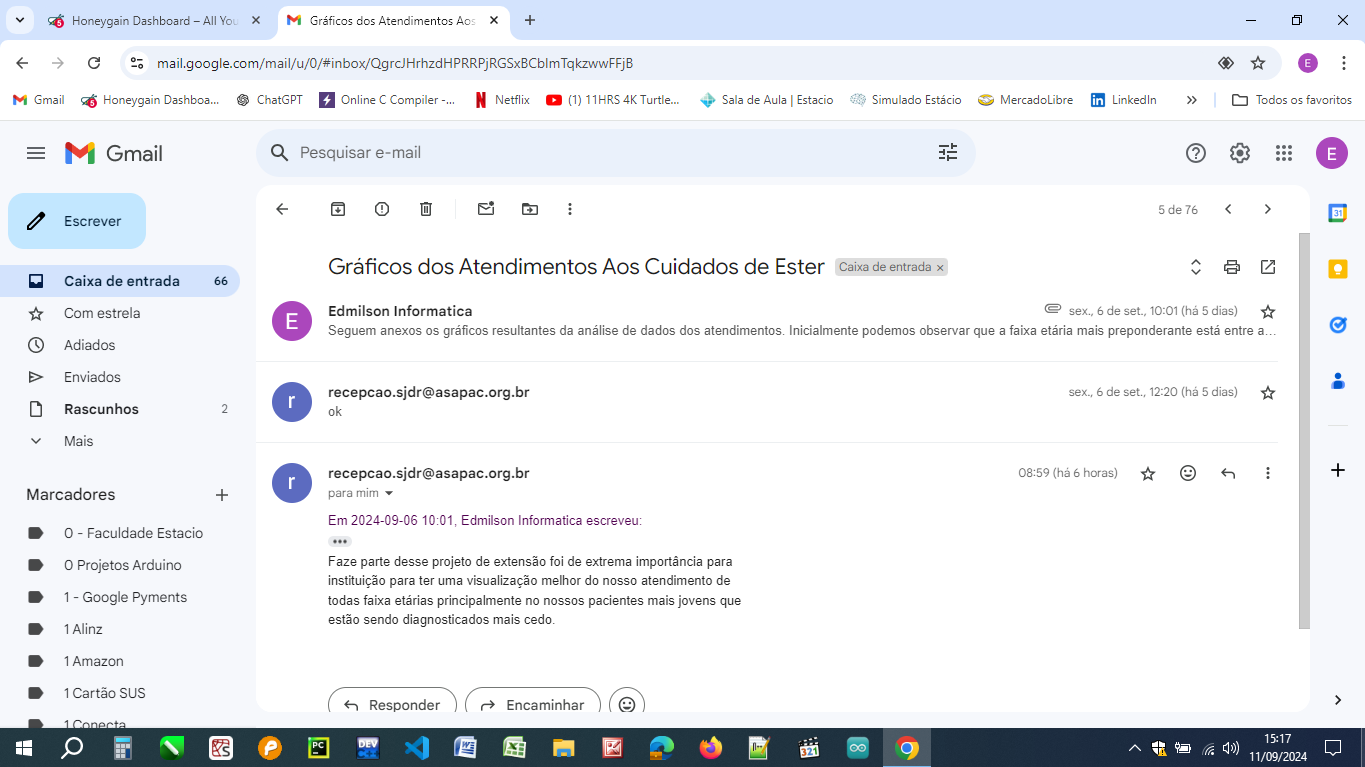 Honeygain Dashboard – All You
Gráficos dos Atendimentos Aos
mail.google.com/mail/u/0/#inbox/QgrcJHrhzdHPRRPjRGSxBCblmTqkzwwFFjB
E
Gmail
Honeygain Dashboa...
ChatGPT
Online C Compiler -...
Netflix
(1) 11HRS 4K Turtle...
Sala de Aula | Estacio
Simulado Estácio
MercadoLibre
LinkedIn
Todos os favoritos
Gmail
Pesquisar e-mail
E
Escrever
5 de 76
Caixa de entrada 66
Com estrela
Adiados
Enviados
Rascunhos 2
Mais
Marcadores
0 - Faculdade Estacio
0 Projetos Arduino
1 - Google Pyments
1 Alinz
1 Amazon
1 Cartão SUS
1 Conecta
Gráficos dos Atendimentos Aos Cuidados de Ester
Caixa de entrada ×
E
Edmilson Informatica
sex., 6 de set., 10:01 (há 5 dias)
Seguem anexos os gráficos resultantes da análise de dados dos atendimentos. Inicialmente podemos observar que a faixa etária mais preponderante está entre a...
r
recepcao.sjdr@asapac.org.br
sex., 6 de set., 12:20 (há 5 dias)
ok
r
recepcao.sjdr@asapac.org.br
08:59 (há 6 horas)
para mim
Em 2024-09-06 10:01, Edmilson Informatica escreveu:
Faze parte desse projeto de extensão foi de extrema importância para
instituição para ter uma visualização melhor do nosso atendimento de
todas faixa etárias principalmente no nossos pacientes mais jovens que
estão sendo diagnosticados mais cedo.
Responder
Encaminhar
31
PC
DEV
321
15:17
11/09/2024